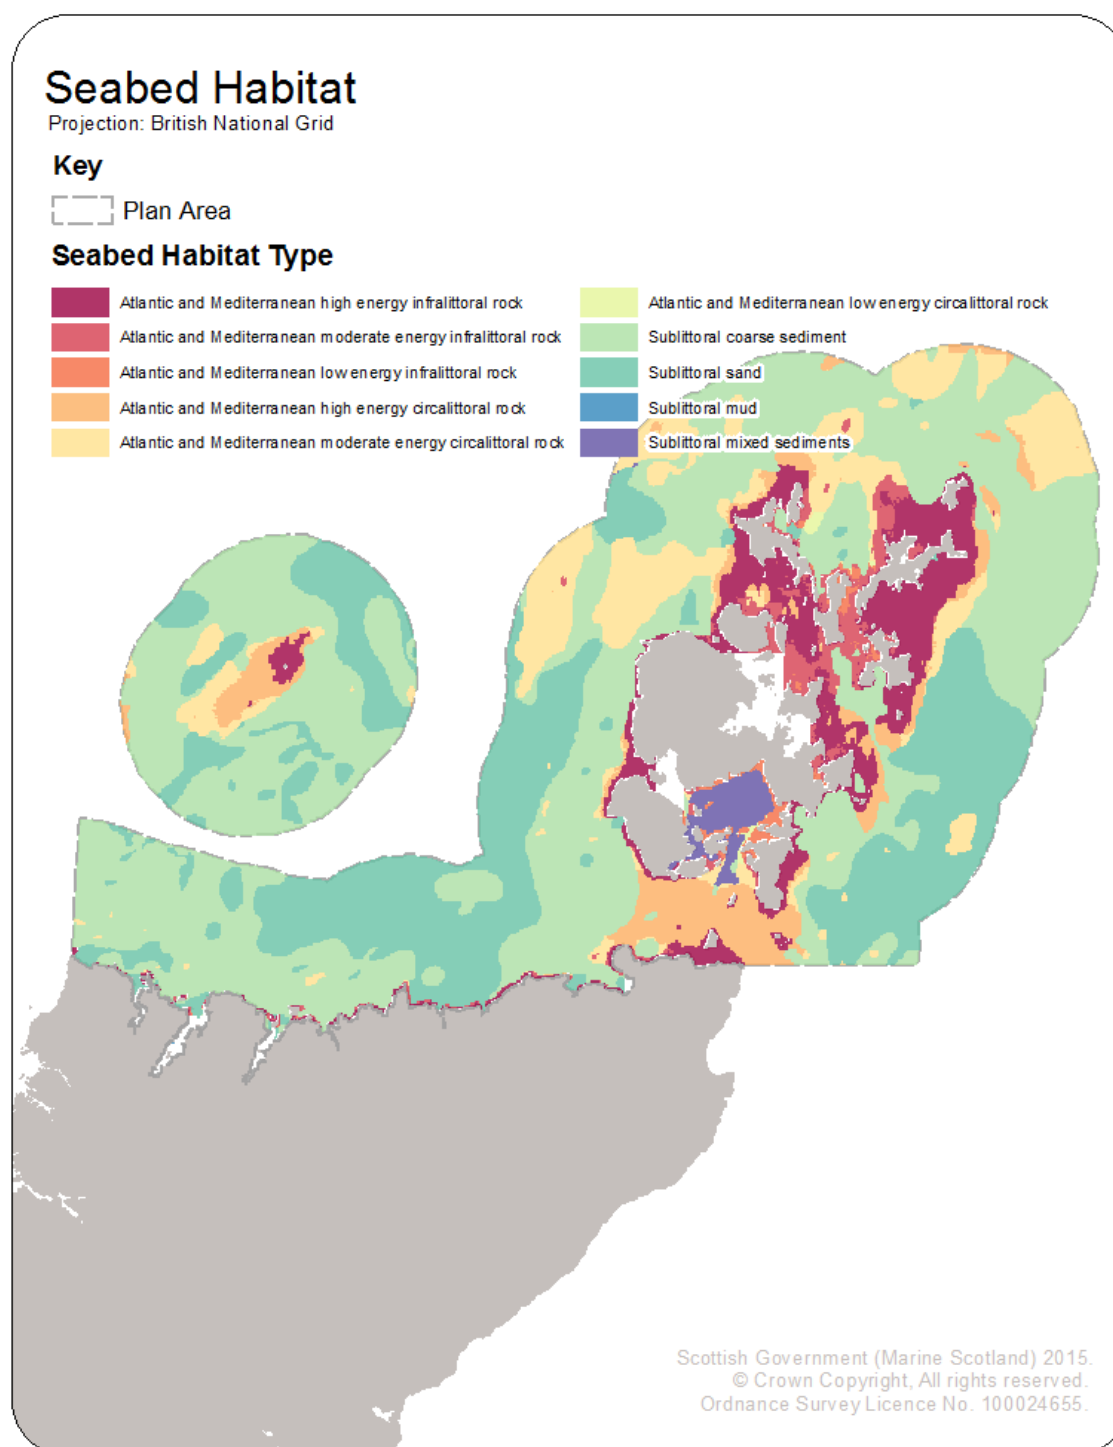 Seabed Habitat
Projection: British National Grid
Key
Plan Area
Seabed Habitat Type
Atlantic and Mediterranean high energy infralittoral rock
Atlantic and Mediterranean moderate energy infralittoral rock
Atlantic and Mediterranean low energy infralittoral rock
Atlantic and Mediterranean high energy circalittoral rock
Atlantic and Mediterranean moderate energy circalittoral rock
Atlantic and Mediterranean low energy circalittoral rock
Sublittoral coarse sediment
Sublittoral sand
Sublittoral mud
Sublittoral mixed sediments
Scottish Government (Marine Scotland) 2015.
© Crown Copyright, All rights reserved.
Ordnance Survey Licence No. 100024655.